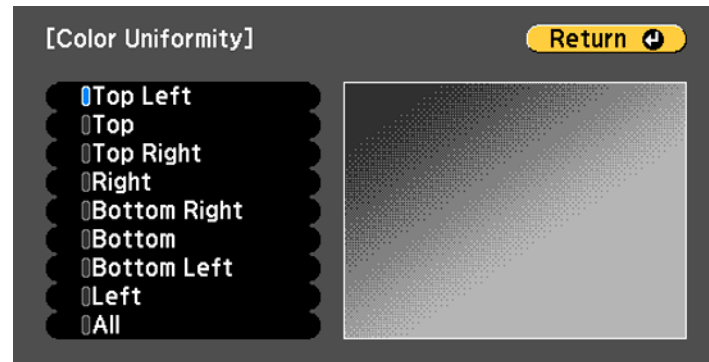 [Color Uniformity]
Return
Top Left
Top
Top Right
Right
Bottom Right
Bottom
Bottom Left
Left
All